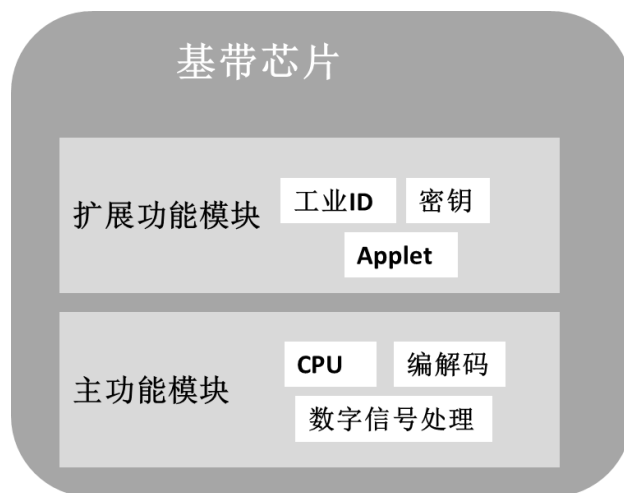 基带芯片
扩展功能模块
工业ID
密钥
Applet
主功能模块
CPU
编解码
数字信号处理